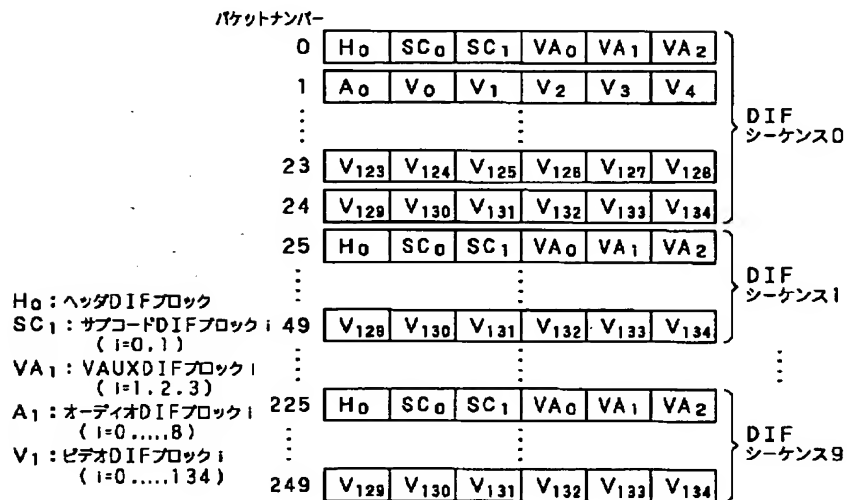 パケットナンバー
0 H0 SC0 SC1 VA0 VA1 VA2
1 A0 V0 V1 V2 V3 V4
DIF
シーケンス0
23 V123 V124 V125 V126 V127 V128
24 V129 V130 V131 V132 V133 V134
25 H0 SC0 SC1 VA0 VA1 VA2
DIF
シーケンス1
H0:ヘッダDIFブロック
SC1:サブコードDIFブロックi
(i=0,1)
49 V129 V130 V131 V132 V133 V134
VA1:VAUXDIFブロックi
(i=1.2.3)
A1:オーディオDIFブロックi
(i=0.....8)
225 H0 SC0 SC1 VA0 VA1 VA2
DIF
シーケンス9
V1:ビデオDIFブロックi
(i=0.....134)
249 V129 V130 V131 V132 V133 V134